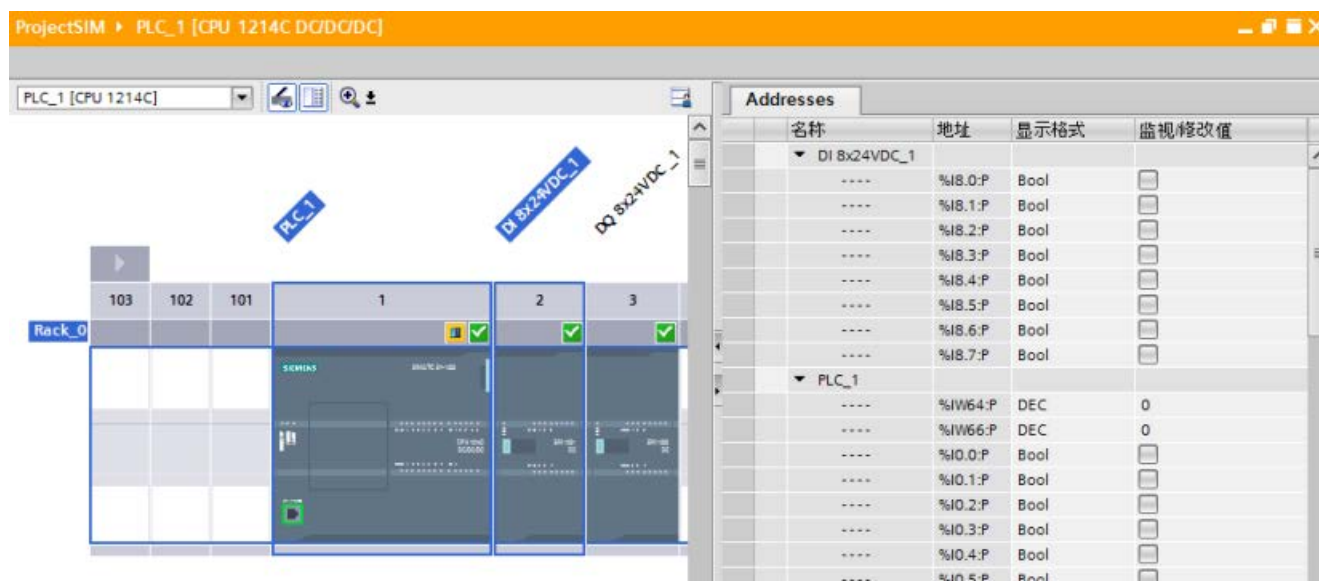 ProjectSIM ▸ PLC_1 [CPU 1214C DC/DC/DC]
PLC_1 [CPU 1214C]
PLC_1
DI 8x24VDC_1
DQ 8x24VDC_1
103 102 101 1 2 3
Rack_0
SIEMENS
Addresses
名称 地址 显示格式 监视/修改值
DI 8x24VDC_1
---- %I8.0:P Bool
---- %I8.1:P Bool
---- %I8.2:P Bool
---- %I8.3:P Bool
---- %I8.4:P Bool
---- %I8.5:P Bool
---- %I8.6:P Bool
---- %I8.7:P Bool
PLC_1
---- %IW64:P DEC 0
---- %IW66:P DEC 0
---- %I0.0:P Bool
---- %I0.1:P Bool
---- %I0.2:P Bool
---- %I0.3:P Bool
---- %I0.4:P Bool
---- %I0.5:P Bool